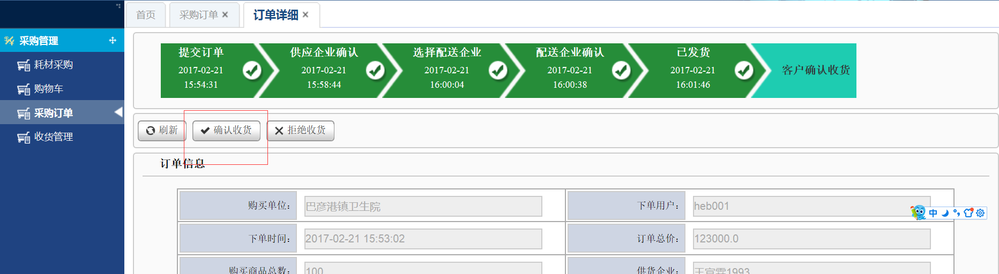 首页 采购订单 订单详细
采购管理
耗材采购
购物车
采购订单
收货管理
提交订单
2017-02-21
15:54:31
供应企业确认
2017-02-21
15:58:44
选择配送企业
2017-02-21
16:00:04
配送企业确认
2017-02-21
16:00:38
已发货
2017-02-21
16:01:46
客户确认收货
刷新 确认收货 拒绝收货
订单信息
购买单位： 巴彦港镇卫生院 下单用户： heb001
中
下单时间： 2017-02-21 15:53:02 订单总价： 123000.0
购买商品总数： 100 供货企业： 王宣霖1993